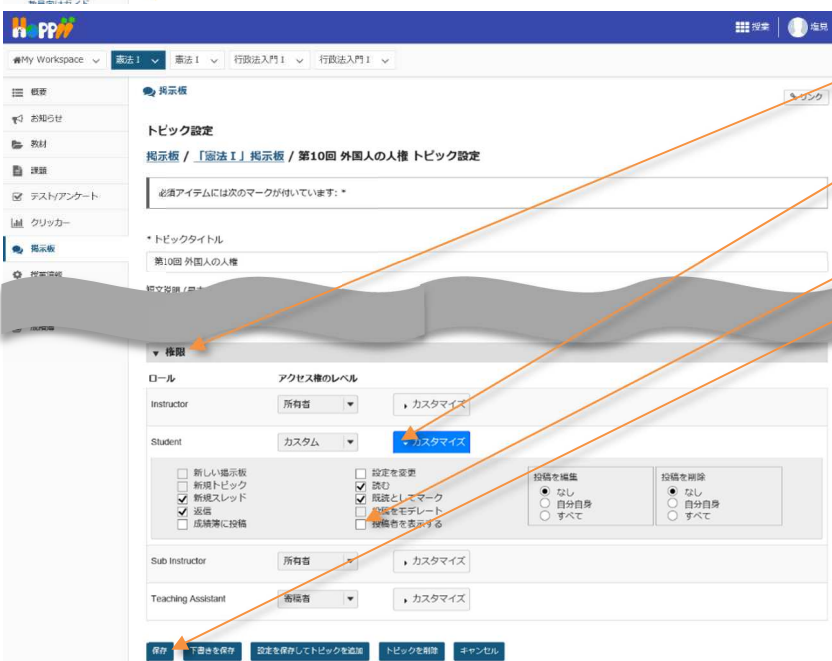 教員向けガイド
Hoppii
授業
塩見
My Workspace
憲法Ⅰ
憲法Ⅰ
行政法入門Ⅰ
行政法入門Ⅰ
概要
お知らせ
教材
課題
テスト/アンケート
クリッカー
掲示板
掲示板
リンク
トピック設定
掲示板 / 「憲法Ⅰ」掲示板 / 第10回 外国人の人権 トピック設定
必須アイテムには次のマークが付いています: *
* トピックタイトル
第10回 外国人の人権
▼ 権限
ロール アクセス権のレベル
Instructor 所有者 カスタマイズ
Student カスタム カスタマイズ
新しい掲示板
新規トピック
新規スレッド
返信
成績簿に投稿
設定を変更
読む
既読としてマーク
投稿をモデレート
投稿者を表示する
投稿を編集
なし
自分自身
すべて
投稿を削除
なし
自分自身
すべて
Sub Instructor 所有者 カスタマイズ
Teaching Assistant 寄稿者 カスタマイズ
保存 下書きを保存 設定を保存してトピックを追加 トピックを削除 キャンセル